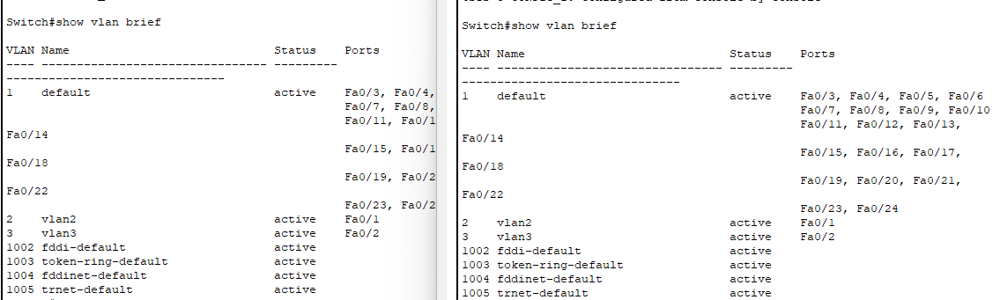 Switch#show vlan brief
VLAN Name Status Ports
---- -------------------------------- ---------
-------------------------------
1 default active Fa0/3, Fa0/4,
Fa0/7, Fa0/8,
Fa0/11, Fa0/1
Fa0/14
Fa0/15, Fa0/1
Fa0/18
Fa0/19, Fa0/2
Fa0/22
Fa0/23, Fa0/2
2 vlan2 active Fa0/1
3 vlan3 active Fa0/2
1002 fddi-default active
1003 token-ring-default active
1004 fddinet-default active
1005 trnet-default active
Switch#show vlan brief
VLAN Name Status Ports
---- -------------------------------- ---------
-------------------------------
1 default active Fa0/3, Fa0/4, Fa0/5, Fa0/6
Fa0/7, Fa0/8, Fa0/9, Fa0/10
Fa0/11, Fa0/12, Fa0/13,
Fa0/14
Fa0/15, Fa0/16, Fa0/17,
Fa0/18
Fa0/19, Fa0/20, Fa0/21,
Fa0/22
Fa0/23, Fa0/24
2 vlan2 active Fa0/1
3 vlan3 active Fa0/2
1002 fddi-default active
1003 token-ring-default active
1004 fddinet-default active
1005 trnet-default active